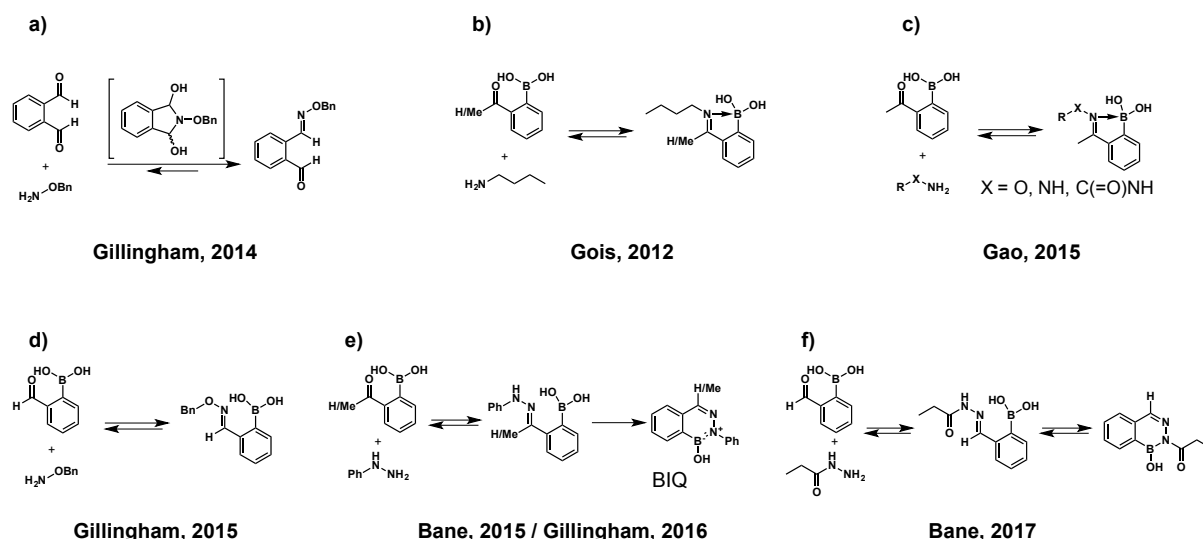 a)
O
H
H
O
+
H₂N OBn
OH
N-OBn
OH
OBn
N
H
H
O
Gillingham, 2014
b)
HO OH
O B
H/Me
+
H₂N
HO
N B OH
H/Me
Gois, 2012
c)
HO OH
O B
+
R X NH₂
HO
R X N B OH
X = O, NH, C(=O)NH
Gao, 2015
d)
HO OH
O B
H
+
H₂N OBn
Bn O N
HO OH
B
H
Gillingham, 2015
e)
HO OH
O B
H/Me
+
H
Ph N NH₂
H
Ph N N
HO OH
B
H/Me
H/Me
N
B N+ Ph
OH
BIQ
Bane, 2015 / Gillingham, 2016
f)
HO OH
O B
H
+
H
N NH₂
O
H
N N
O
HO OH
B
H
H
N
B N
OH O
Bane, 2017